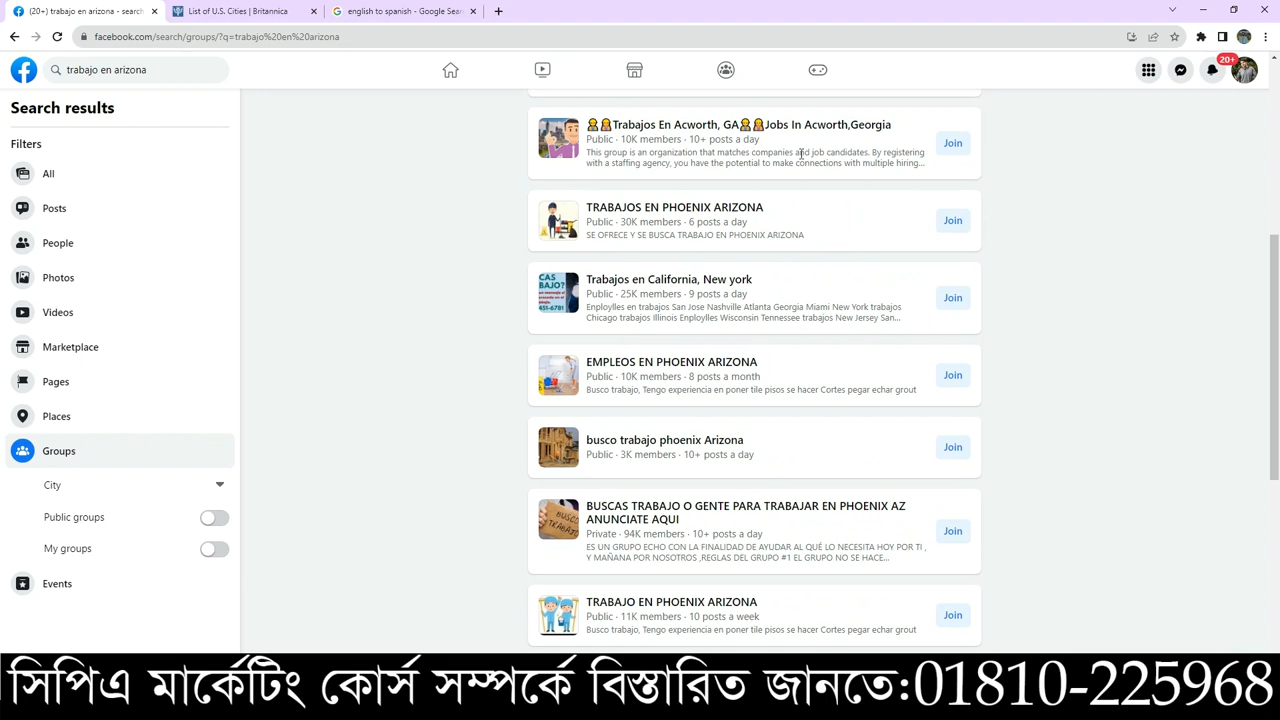 (20+) trabajo en arizona - search
List of U.S. Cities | Britannica
english to spanish - Google Sea
facebook.com/search/groups/?q=trabajo%20en%20arizona
trabajo en arizona
20+
Search results
Filters
All
Posts
People
Photos
Videos
Marketplace
Pages
Places
Groups
City
Public groups
My groups
Events
Trabajos En Acworth, GA Jobs In Acworth,Georgia
Public · 10K members · 10+ posts a day
This group is an organization that matches companies and job candidates. By registering
with a staffing agency, you have the potential to make connections with multiple hiring...
Join
TRABAJOS EN PHOENIX ARIZONA
Public · 30K members · 6 posts a day
SE OFRECE Y SE BUSCA TRABAJO EN PHOENIX ARIZONA
Join
CAS
BAJO?
451-6781
Trabajos en California, New york
Public · 25K members · 9 posts a day
Enploylles en trabajos San Jose Nashville Atlanta Georgia Miami New York trabajos
Chicago trabajos Illinois Enploylles Wisconsin Tennessee trabajos New Jersey San...
Join
EMPLEOS EN PHOENIX ARIZONA
Public · 10K members · 8 posts a month
Busco trabajo, Tengo experiencia en poner tile pisos se hacer Cortes pegar echar grout
Join
busco trabajo phoenix Arizona
Public · 3K members · 10+ posts a day
Join
BUSCO
TRABAJO
BUSCAS TRABAJO O GENTE PARA TRABAJAR EN PHOENIX AZ
ANUNCIATE AQUI
Private · 94K members · 10+ posts a day
ES UN GRUPO ECHO CON LA FINALIDAD DE AYUDAR AL QUÉ LO NECESITA HOY POR TI ,
Y MAÑANA POR NOSOTROS ,REGLAS DEL GRUPO #1 EL GRUPO NO SE HACE...
Join
TRABAJO EN PHOENIX ARIZONA
Public · 11K members · 10 posts a week
Busco trabajo, Tengo experiencia en poner tile pisos se hacer Cortes pegar echar grout
Join
সিপিএ মার্কেটিং কোর্স সম্পর্কে বিস্তারিত জানতে:01810-225968